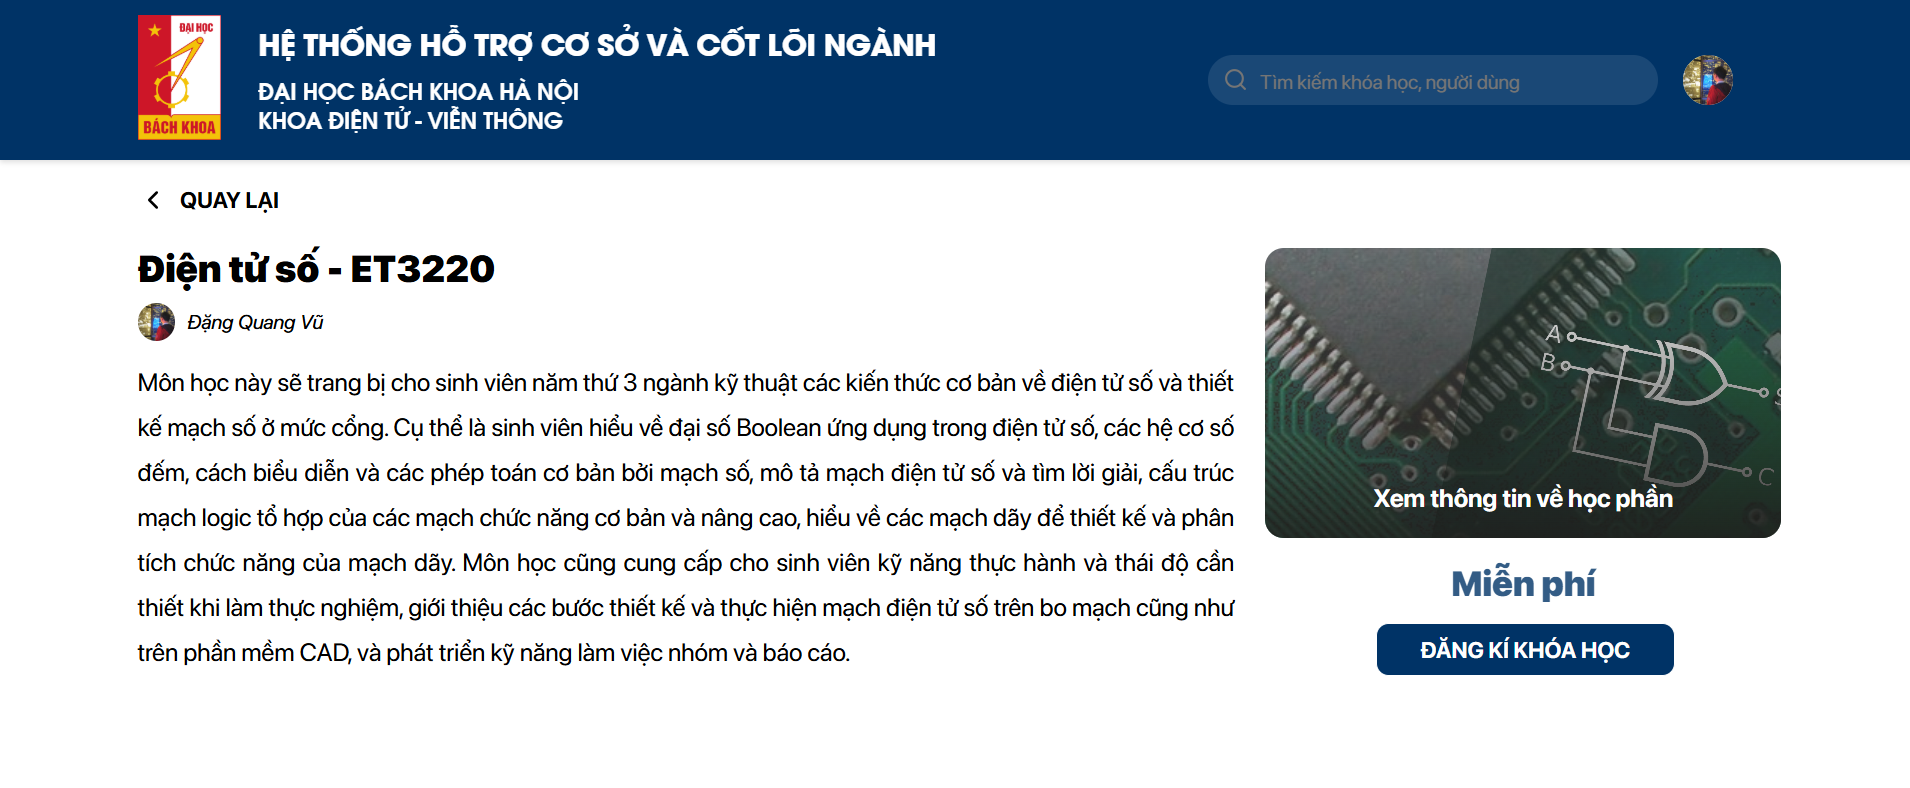 ĐẠI HỌC
BÁCH KHOA
HỆ THỐNG HỖ TRỢ CƠ SỞ VÀ CỐT LÕI NGÀNH
ĐẠI HỌC BÁCH KHOA HÀ NỘI
KHOA ĐIỆN TỬ - VIỄN THÔNG
Tìm kiếm khóa học, người dùng
QUAY LẠI
Điện tử số - ET3220
Đặng Quang Vũ
Môn học này sẽ trang bị cho sinh viên năm thứ 3 ngành kỹ thuật các kiến thức cơ bản về điện tử số và thiết
kế mạch số ở mức cổng. Cụ thể là sinh viên hiểu về đại số Boolean ứng dụng trong điện tử số, các hệ cơ số
đếm, cách biểu diễn và các phép toán cơ bản bởi mạch số, mô tả mạch điện tử số và tìm lời giải, cấu trúc
mạch logic tổ hợp của các mạch chức năng cơ bản và nâng cao, hiểu về các mạch dãy để thiết kế và phân
tích chức năng của mạch dãy. Môn học cũng cung cấp cho sinh viên kỹ năng thực hành và thái độ cần
thiết khi làm thực nghiệm, giới thiệu các bước thiết kế và thực hiện mạch điện tử số trên bo mạch cũng như
trên phần mềm CAD, và phát triển kỹ năng làm việc nhóm và báo cáo.
A
B
S
C
Xem thông tin về học phần
Miễn phí
ĐĂNG KÍ KHÓA HỌC